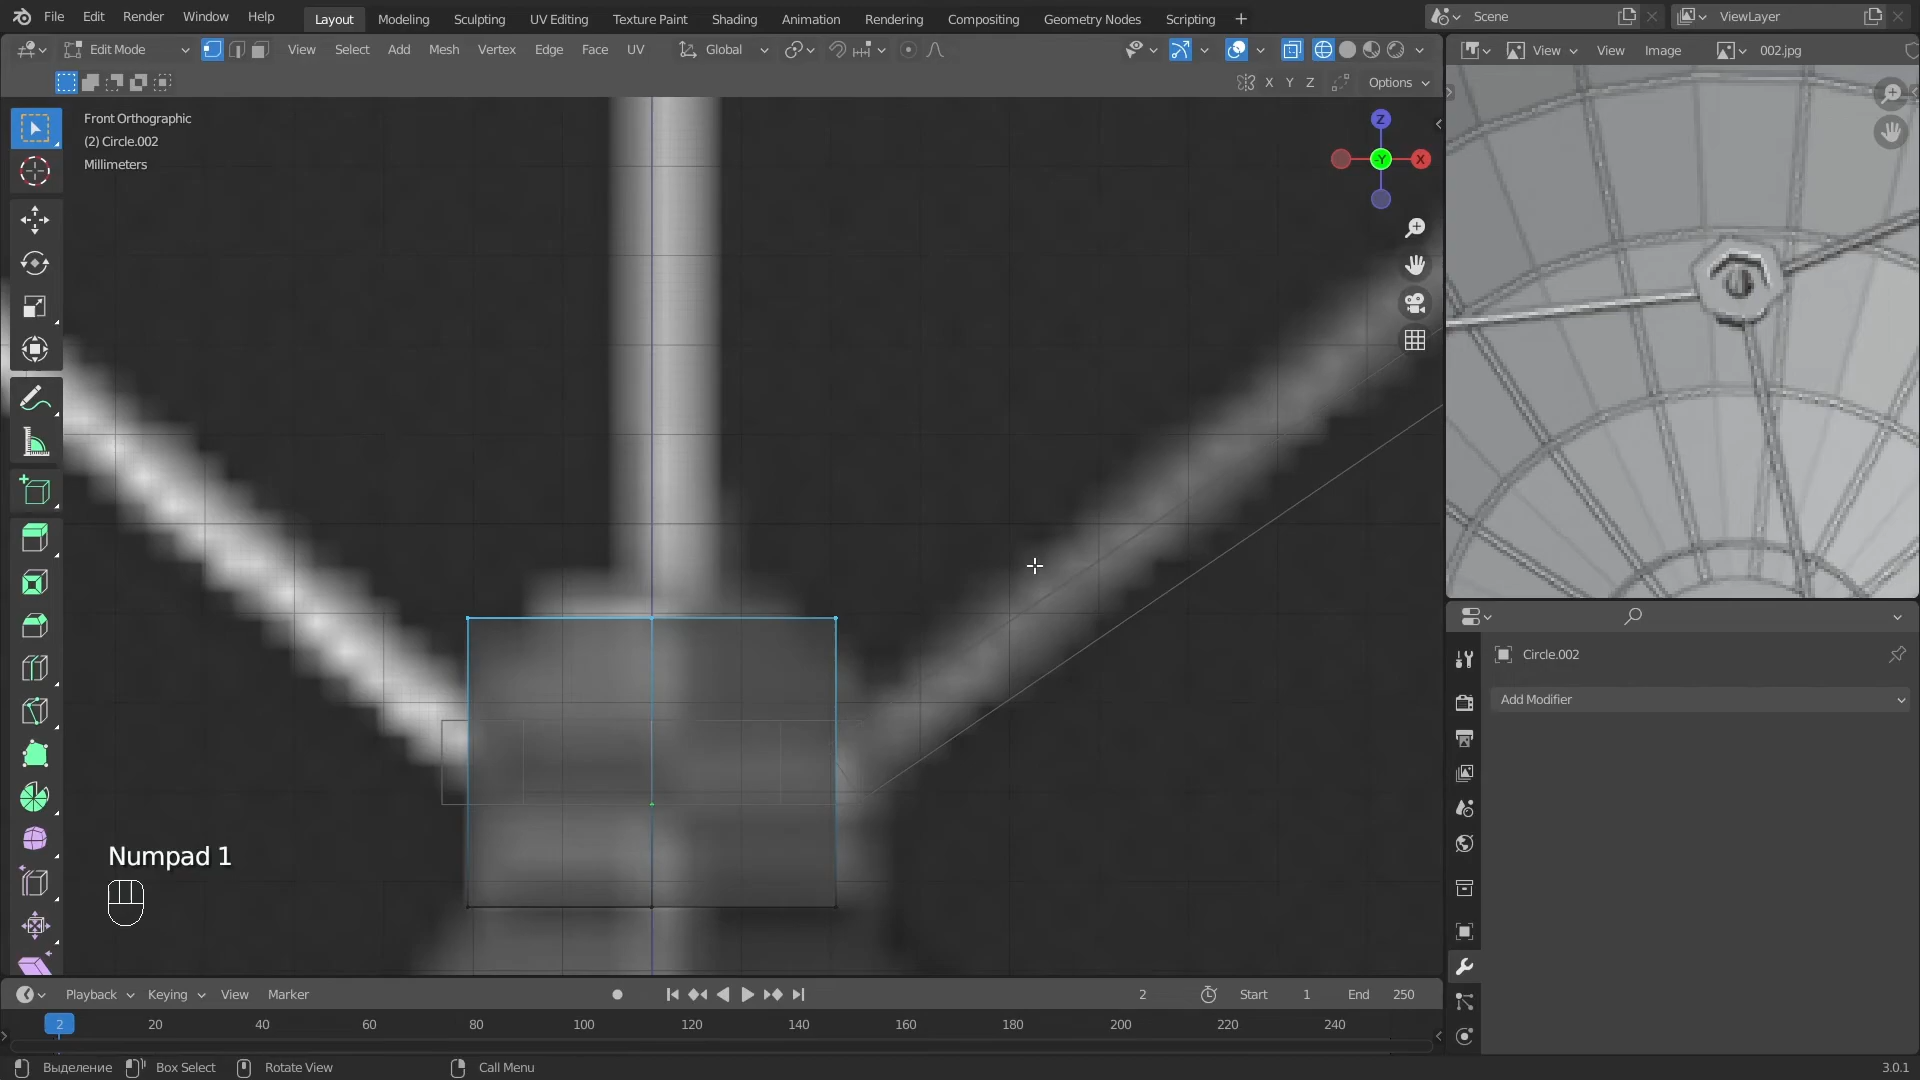 File Edit Render Window Help Layout Modeling Sculpting UV Editing Texture Paint Shading Animation Rendering Compositing Geometry Nodes Scripting + Scene ViewLayer
Edit Mode View Select Add Mesh Vertex Edge Face UV Global View View Image 002.jpg
X Y Z Options
Front Orthographic
(2) Circle.002
Millimeters
Z
-Y X
Circle.002
Add Modifier
Numpad 1
Playback Keying View Marker 2 Start 1 End 250
2 20 40 60 80 100 120 140 160 180 200 220 240
Выделение Box Select Rotate View Call Menu 3.0.1